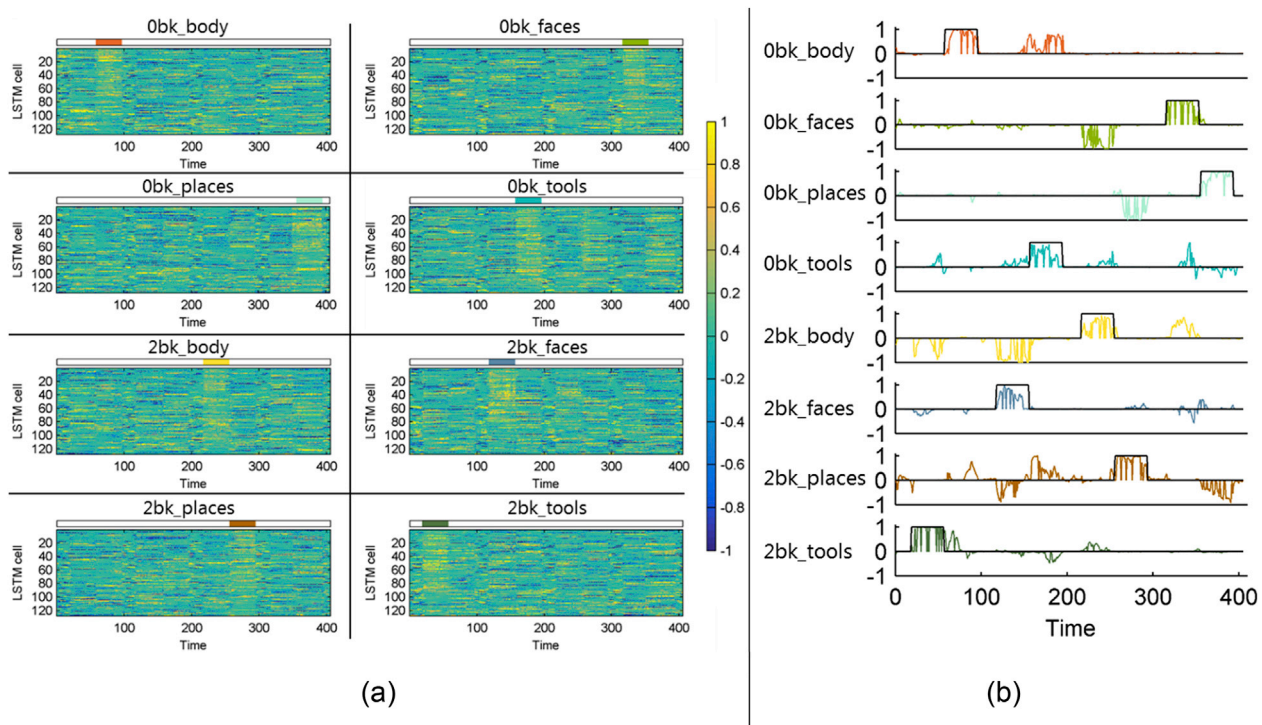 0bk_body
LSTM cell
20
40
60
80
100
120
100 200 300 400
Time
0bk_faces
LSTM cell
20
40
60
80
100
120
100 200 300 400
Time
0bk_places
LSTM cell
20
40
60
80
100
120
100 200 300 400
Time
0bk_tools
LSTM cell
20
40
60
80
100
120
100 200 300 400
Time
2bk_body
LSTM cell
20
40
60
80
100
120
100 200 300 400
Time
2bk_faces
LSTM cell
20
40
60
80
100
120
100 200 300 400
Time
2bk_places
LSTM cell
20
40
60
80
100
120
100 200 300 400
Time
2bk_tools
LSTM cell
20
40
60
80
100
120
100 200 300 400
Time
1
0.8
0.6
0.4
0.2
0
-0.2
-0.4
-0.6
-0.8
-1
(a)
0bk_body
1
0
-1
0bk_faces
1
0
-1
0bk_places
1
0
-1
0bk_tools
1
0
-1
2bk_body
1
0
-1
2bk_faces
1
0
-1
2bk_places
1
0
-1
2bk_tools
1
0
-1
0 100 200 300 400
Time
(b)